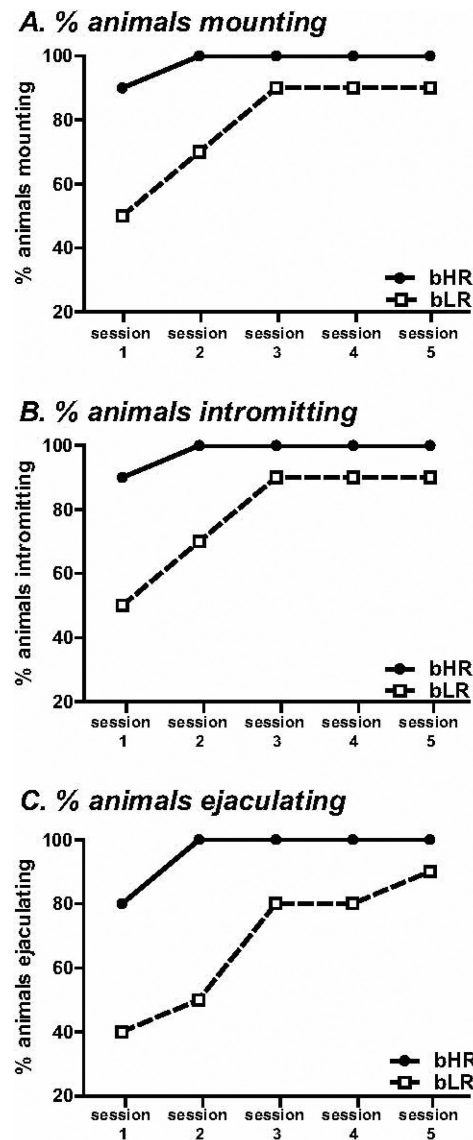 A. % animals mounting
% animals mounting
100
80
60
40
20
bHR
bLR
session session session session session
1 2 3 4 5
B. % animals intromitting
% animals intromitting
100
80
60
40
20
bHR
bLR
session session session session session
1 2 3 4 5
C. % animals ejaculating
% animals ejaculating
100
80
60
40
20
bHR
bLR
session session session session session
1 2 3 4 5